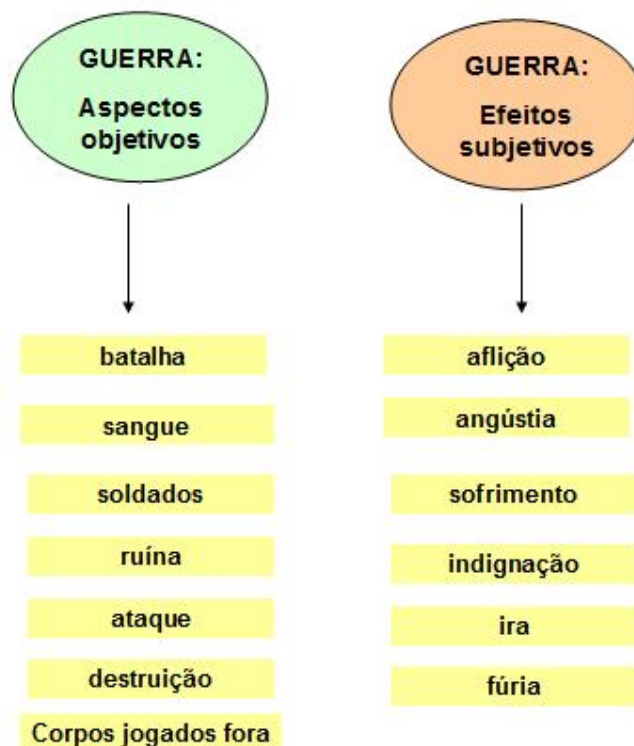 GUERRA:
Aspectos
objetivos
batalha
sangue
soldados
ruína
ataque
destruição
Corpos jogados fora
GUERRA:
Efeitos
subjetivos
aflição
angústia
sofrimento
indignação
ira
fúria